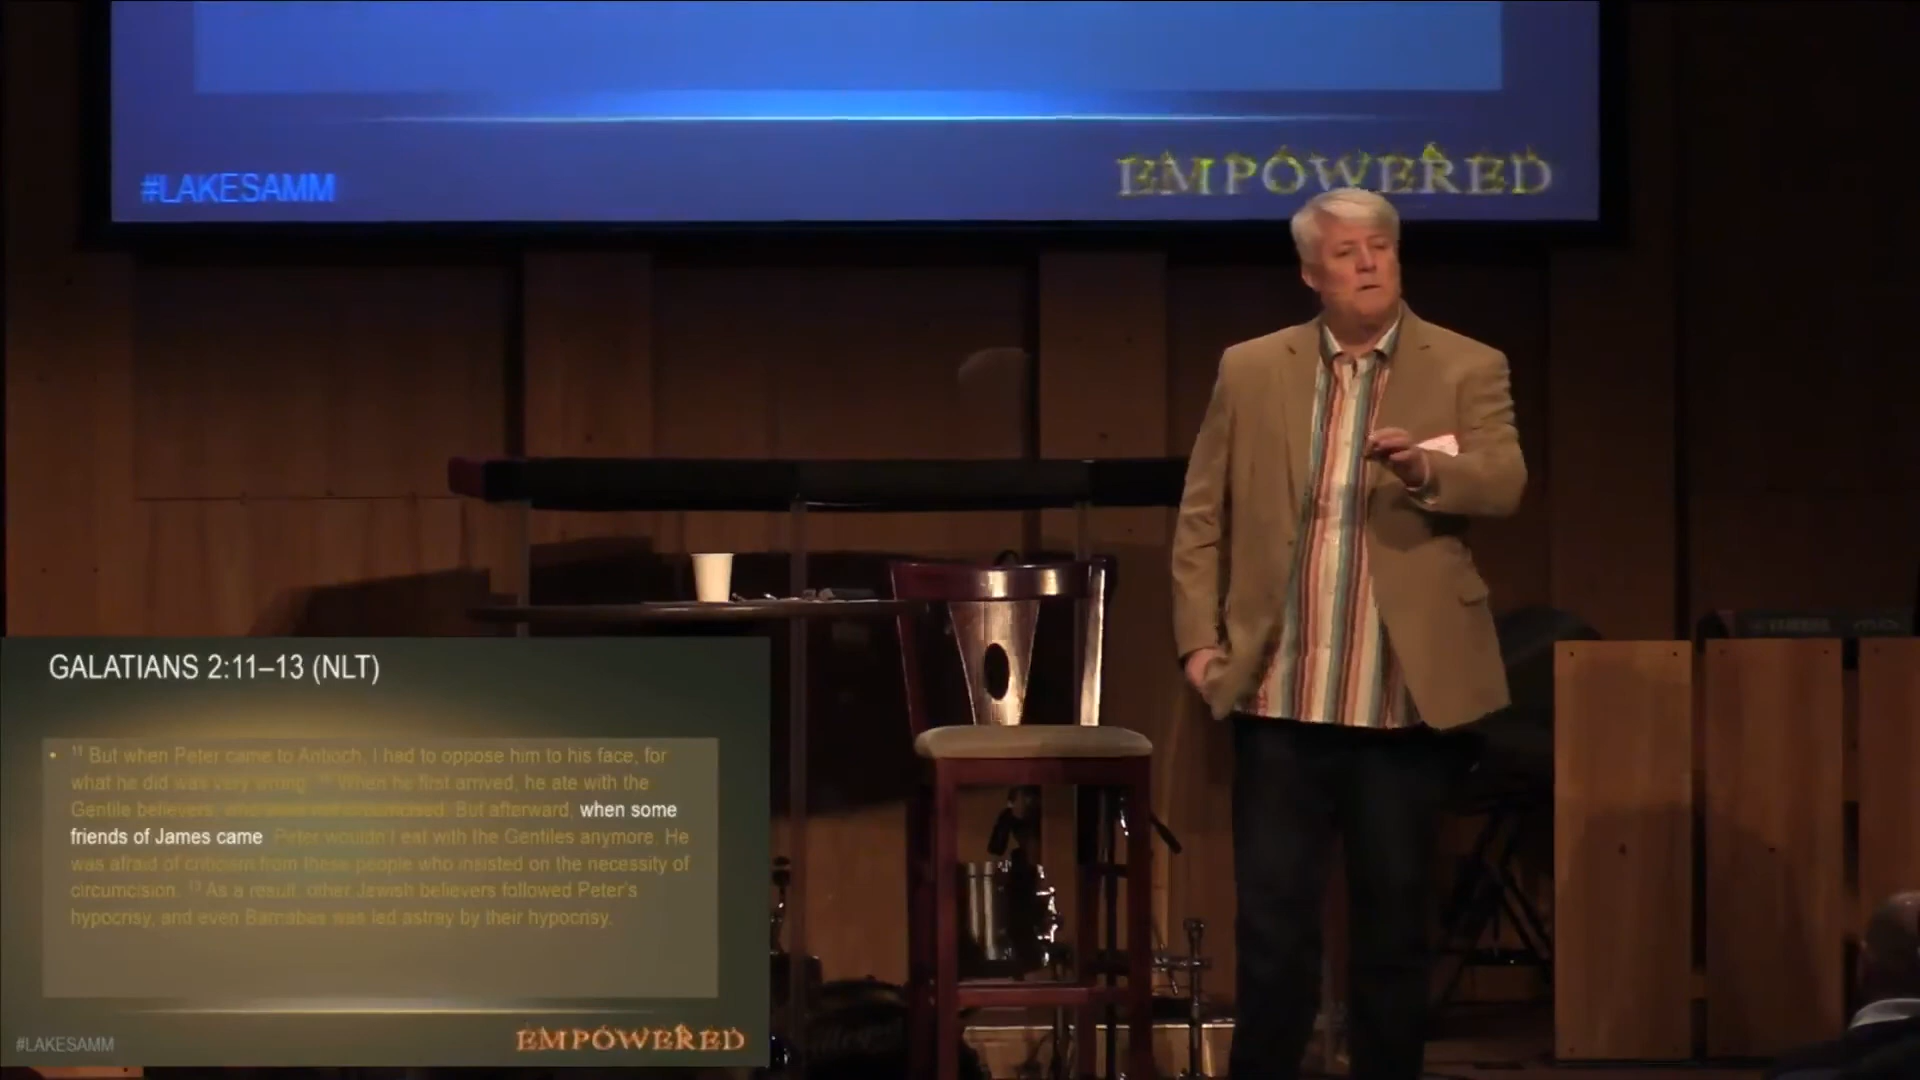 #LAKESAMM
EMPOWERED
GALATIANS 2:11–13 (NLT)
• 11 But when Peter came to Antioch, I had to oppose him to his face, for
what he did was very wrong. 12 When he first arrived, he ate with the
Gentile believers, who were not circumcised. But afterward, when some
friends of James came, Peter wouldn't eat with the Gentiles anymore. He
was afraid of criticism from these people who insisted on the necessity of
circumcision. 13 As a result, other Jewish believers followed Peter's
hypocrisy, and even Barnabas was led astray by their hypocrisy.
#LAKESAMM
EMPOWERED